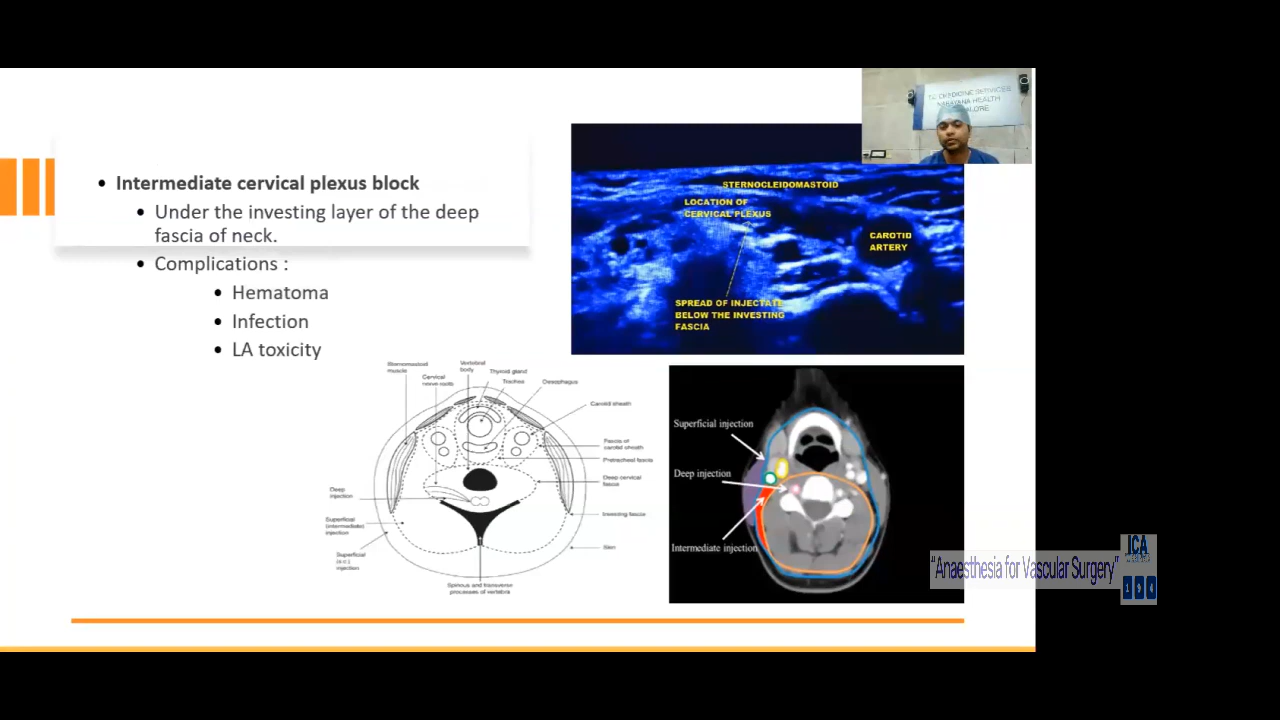 Intermediate cervical plexus block
Under the investing layer of the deep
fascia of neck.
Complications :
Hematoma
Infection
LA toxicity
STERNOCLEIDOMASTOID
LOCATION OF
CERVICAL PLEXUS
CAROTID
ARTERY
SPREAD OF INJECTATE
BELOW THE INVESTING
FASCIA
Sternomastoid
muscle
Cervical
nerve roots
Vertebral
body
Thyroid gland
Trachea
Oesophagus
Carotid sheath
Fascia of
carotid sheath
Pretracheal fascia
Deep cervical
fascia
Investing fascia
Skin
Deep
injection
Superficial
(intermediate)
injection
Superficial
(s.c.)
injection
Spinous and transverse
processes of vertebra
Superficial injection
Deep injection
Intermediate injection
NARAYANA HEALTH
"Anaesthesia for Vascular Surgery"
ICA